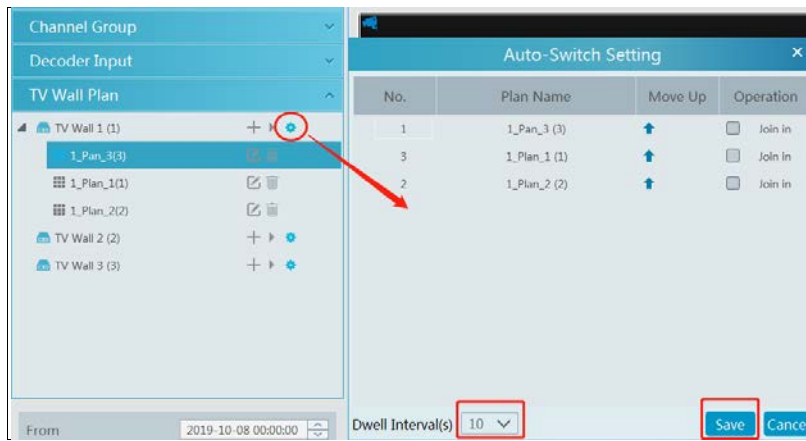 Channel Group
Decoder Input
TV Wall Plan
TV Wall 1 (1)
1_Pan_3(3)
1_Plan_1(1)
1_Plan_2(2)
TV Wall 2 (2)
TV Wall 3 (3)
From 2019-10-08 00:00:00
Auto-Switch Setting
No. Plan Name Move Up Operation
1 1_Pan_3 (3) Join in
3 1_Plan_1 (1) Join in
2 1_Plan_2 (2) Join in
Dwell Interval(s) 10 Save Cance